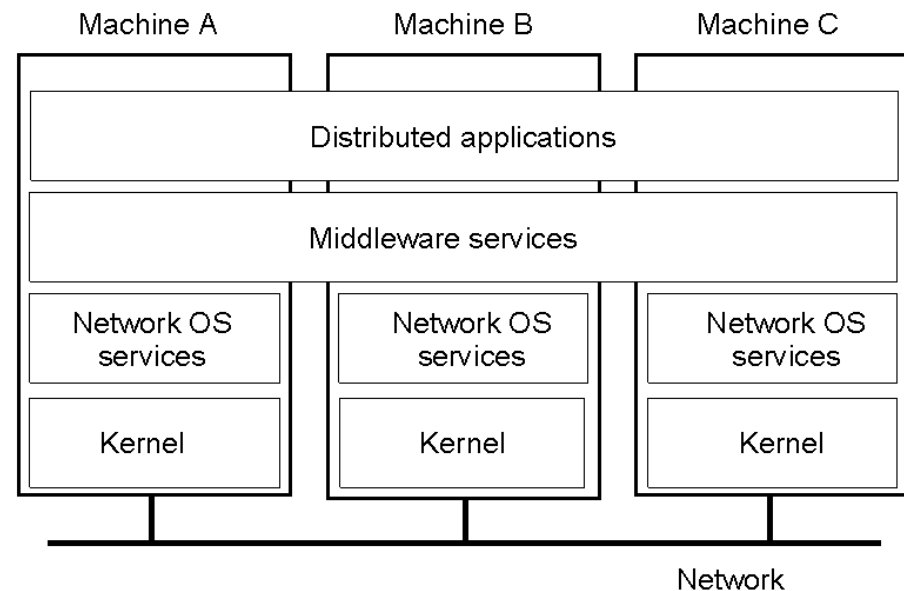 Machine A
Machine B
Machine C
Distributed applications
Middleware services
Network OS
services
Network OS
services
Network OS
services
Kernel
Kernel
Kernel
Network